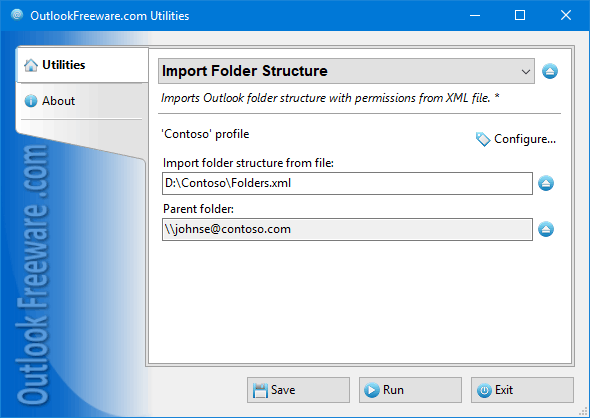 OutlookFreeware.com Utilities
Utilities
About
Import Folder Structure
Imports Outlook folder structure with permissions from XML file. *
'Contoso' profile
Configure...
Import folder structure from file:
D:\Contoso\Folders.xml
Parent folder:
\\johnse@contoso.com
Outlook Freeware .com
Save
Run
Exit